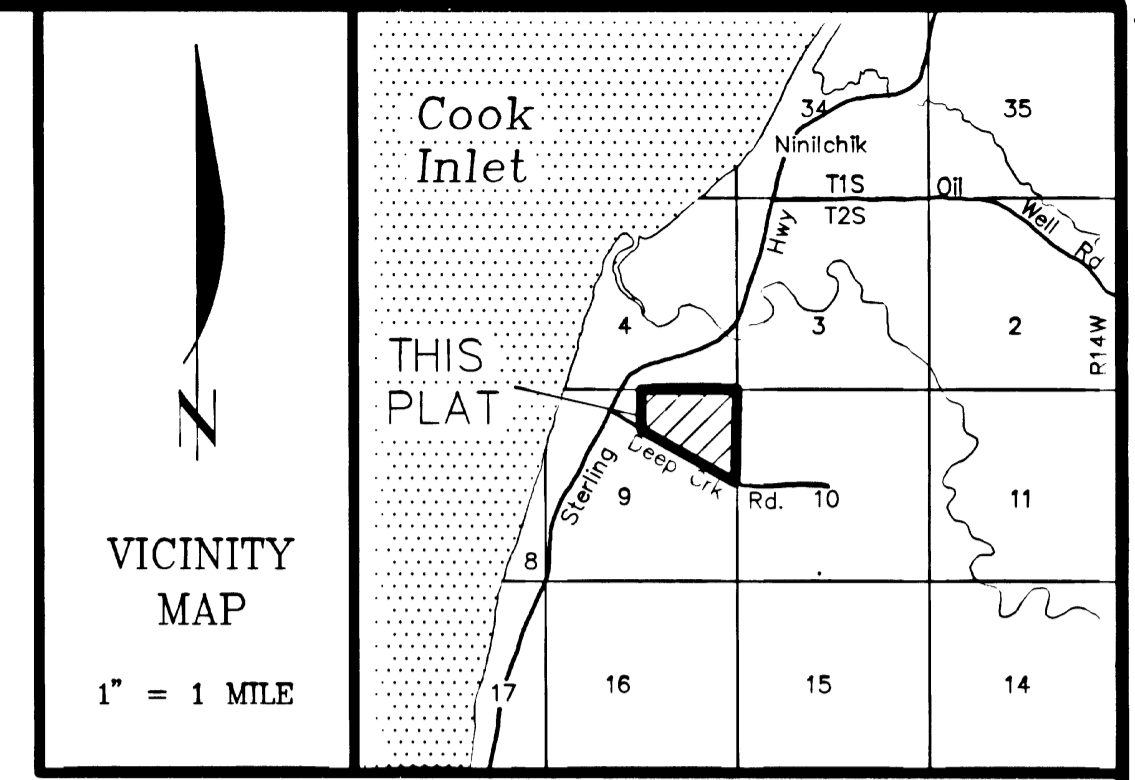 N
VICINITY
MAP
1" = 1 MILE
Cook
Inlet
34
35
Ninilchik
T1S
T2S
Oil
Well
Rd
Hwy
4
3
2
R14W
THIS
PLAT
Deep Crk
Rd.
Sterling
9
10
11
8
17
16
15
14